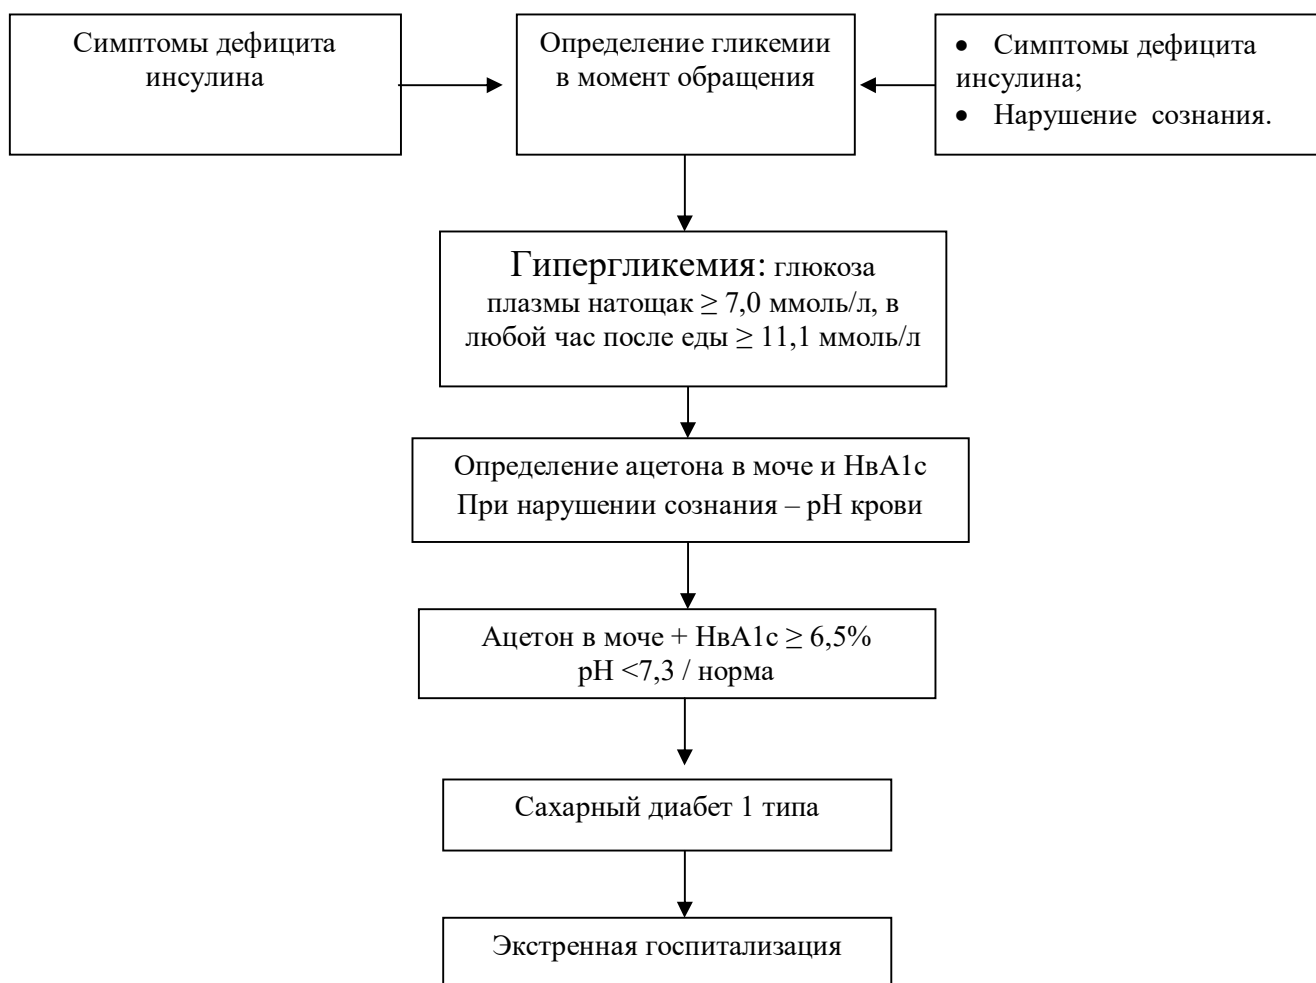 Симптомы дефицита
инсулина
Определение гликемии
в момент обращения
• Симптомы дефицита
инсулина;
• Нарушение сознания.
Гипергликемия: глюкоза
плазмы натощак ≥ 7,0 ммоль/л, в
любой час после еды ≥ 11,1 ммоль/л
Определение ацетона в моче и НвА1с
При нарушении сознания – рН крови
Ацетон в моче + НвА1с ≥ 6,5%
рН <7,3 / норма
Сахарный диабет 1 типа
Экстренная госпитализация